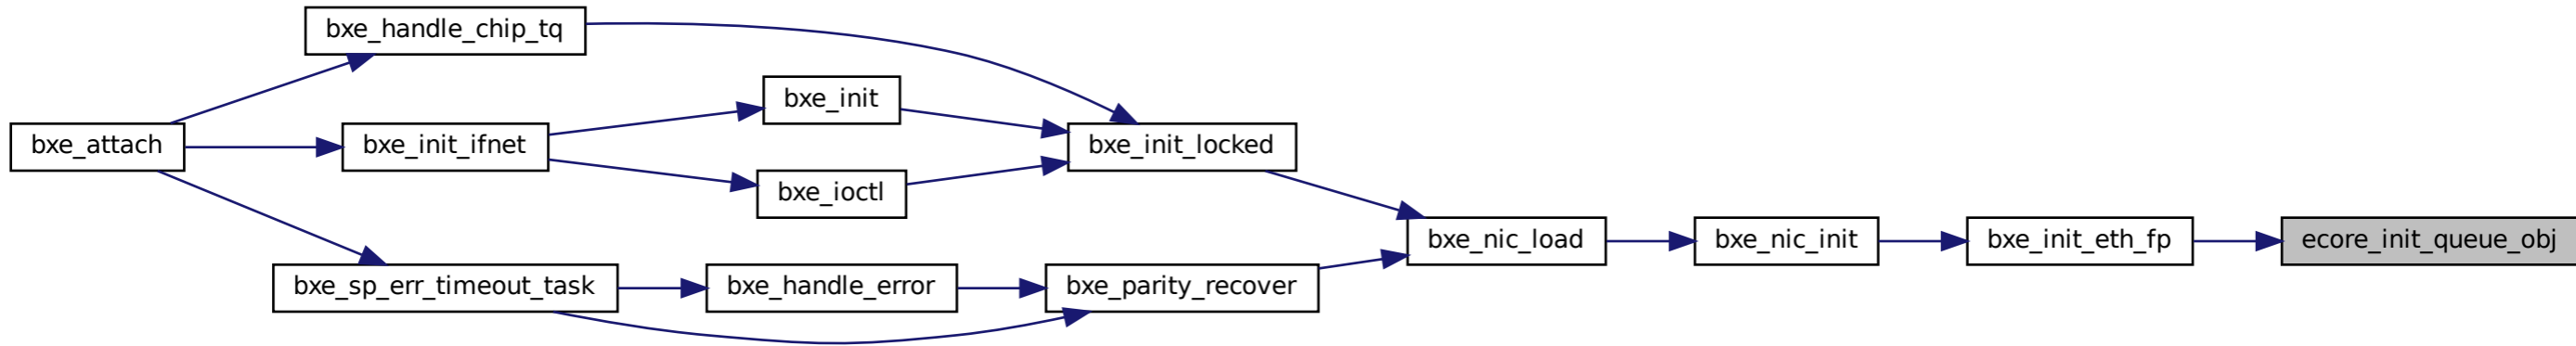 bxe_attach
bxe_handle_chip_tq
bxe_init_ifnet
bxe_sp_err_timeout_task
bxe_init
bxe_ioctl
bxe_handle_error
bxe_init_locked
bxe_parity_recover
bxe_nic_load
bxe_nic_init
bxe_init_eth_fp
ecore_init_queue_obj